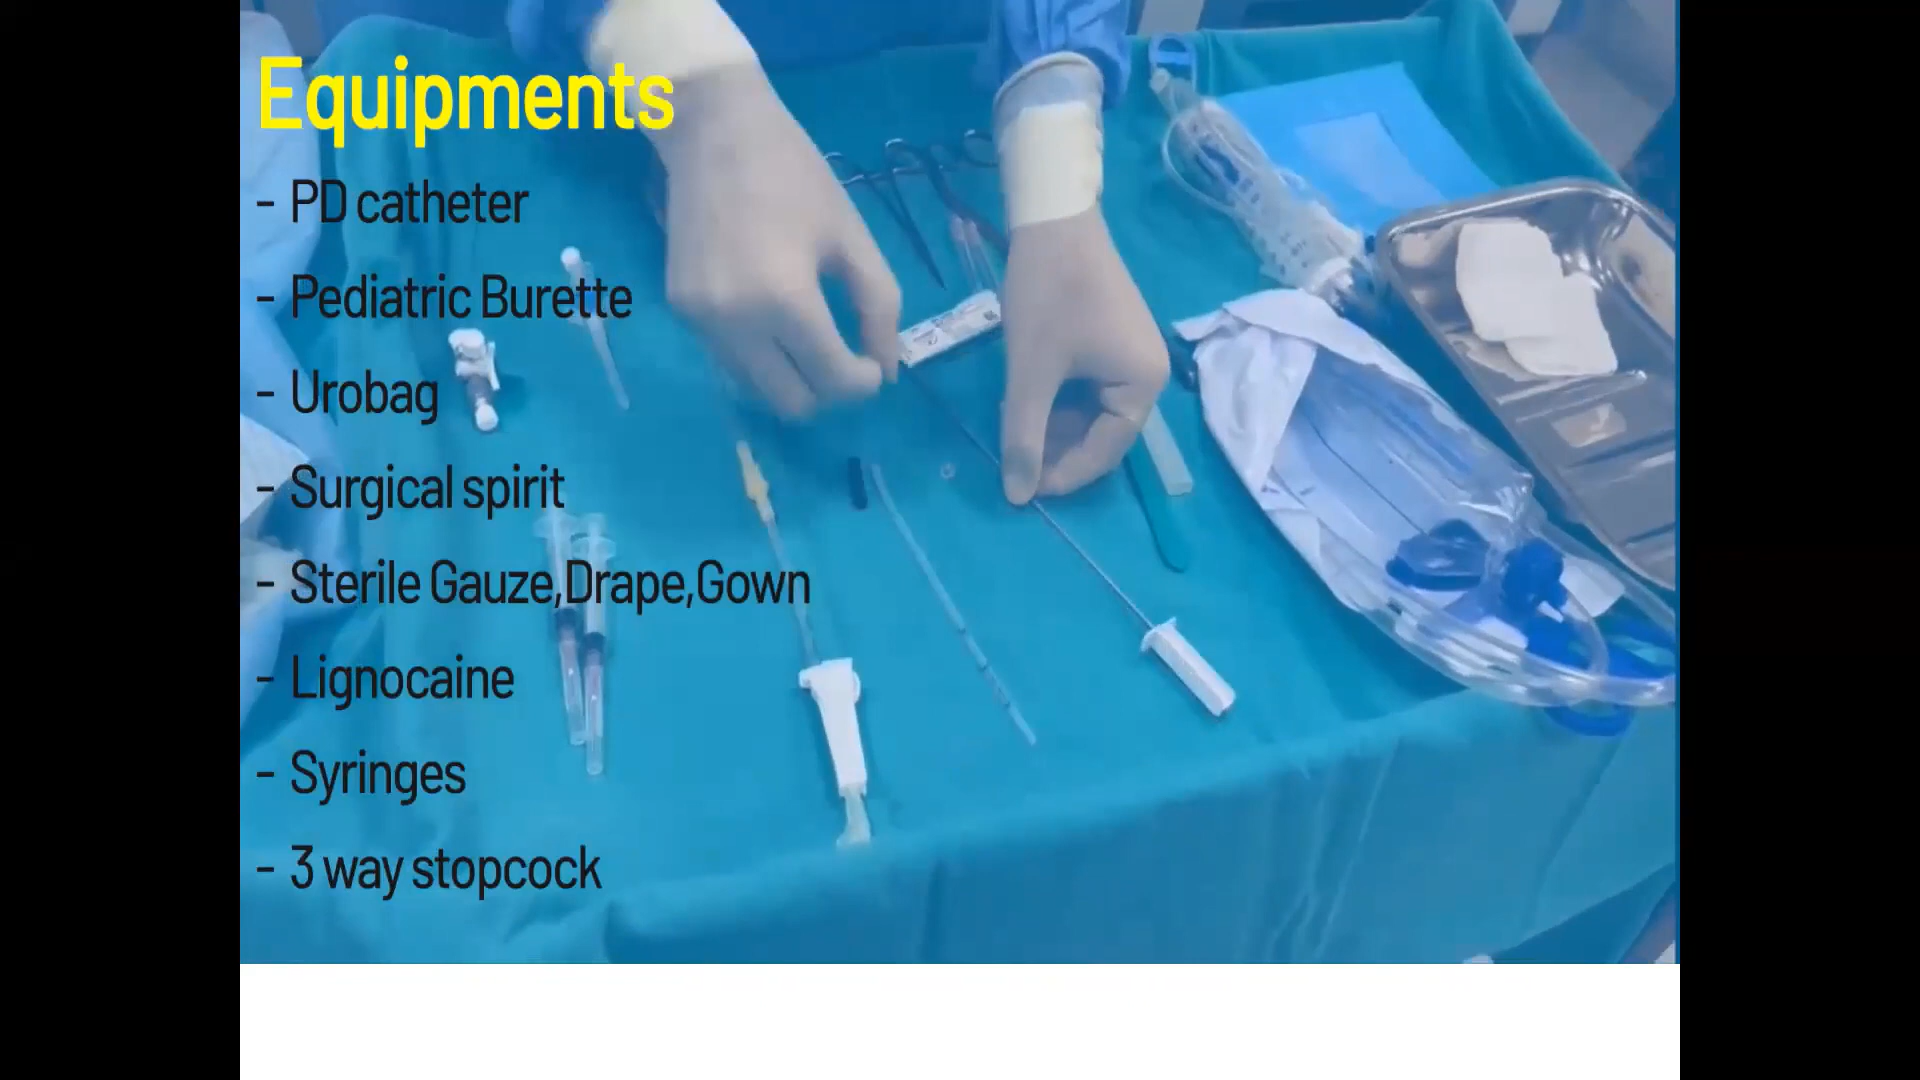 Equipments
- PD catheter
- Pediatric Burette
- Urobag
- Surgical spirit
- Sterile Gauze,Drape,Gown
- Lignocaine
- Syringes
- 3 way stopcock